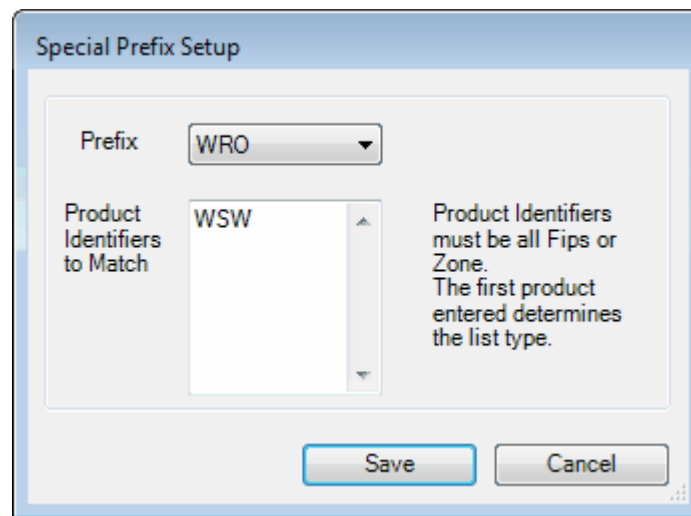 Special Prefix Setup
Prefix
WRO
Product
Identifiers
to Match
WSW
Product Identifiers
must be all Fips or
Zone.
The first product
entered determines
the list type.
Save
Cancel